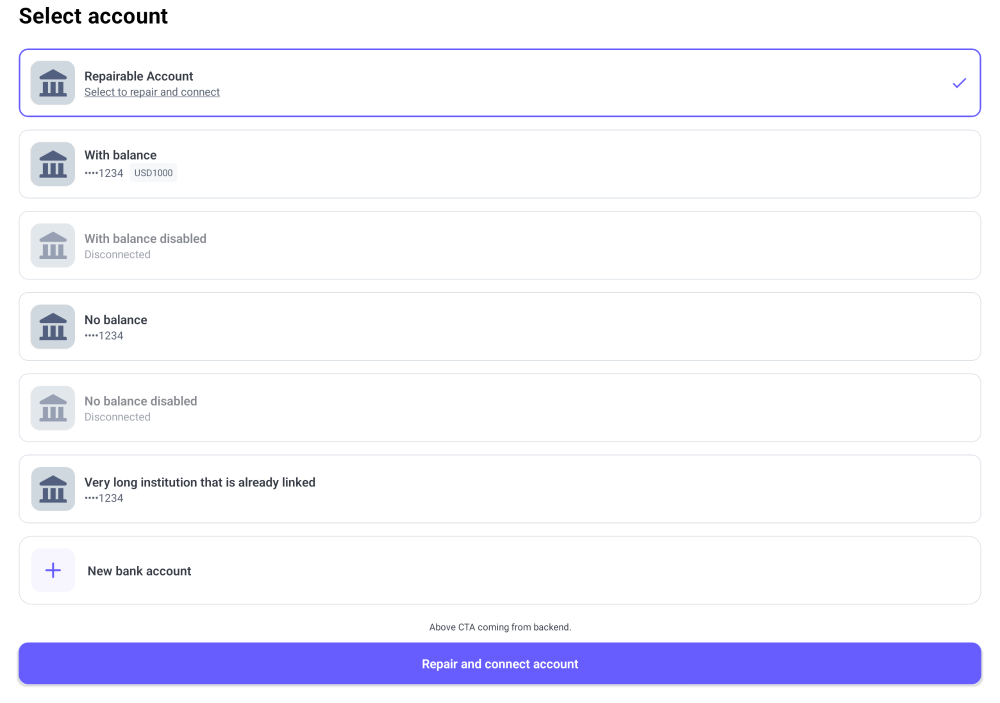 Select account
Repairable Account
Select to repair and connect
With balance
••••1234 USD1000
With balance disabled
Disconnected
No balance
••••1234
No balance disabled
Disconnected
Very long institution that is already linked
••••1234
New bank account
Above CTA coming from backend.
Repair and connect account